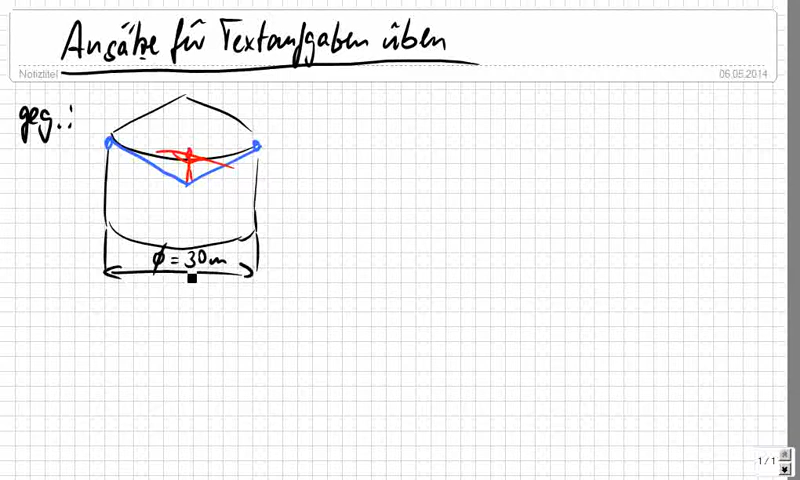 Ansätze für Textaufgaben üben
Notiztitel
06.05.2014
geg.:
ϕ = 30m
1/1